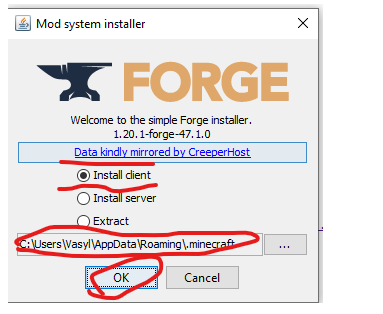 Mod system installer
FORGE
Welcome to the simple Forge installer.
1.20.1-forge-47.1.0
Data kindly mirrored by CreeperHost
Install client
Install server
Extract
C:\Users\Vasyl\AppData\Roaming\.minecraft
...
OK
Cancel